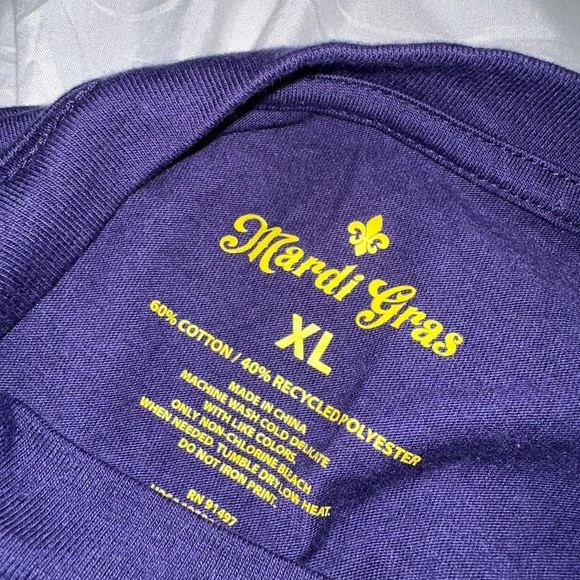 Mardi Gras
XL
60% COTTON / 40% RECYCLED POLYESTER
MADE IN CHINA
MACHINE WASH COLD DELICATE
WITH LIKE COLORS.
ONLY NON-CHLORINE BLEACH
WHEN NEEDED. TUMBLE DRY LOW HEAT.
DO NOT IRON PRINT.
RN 91497